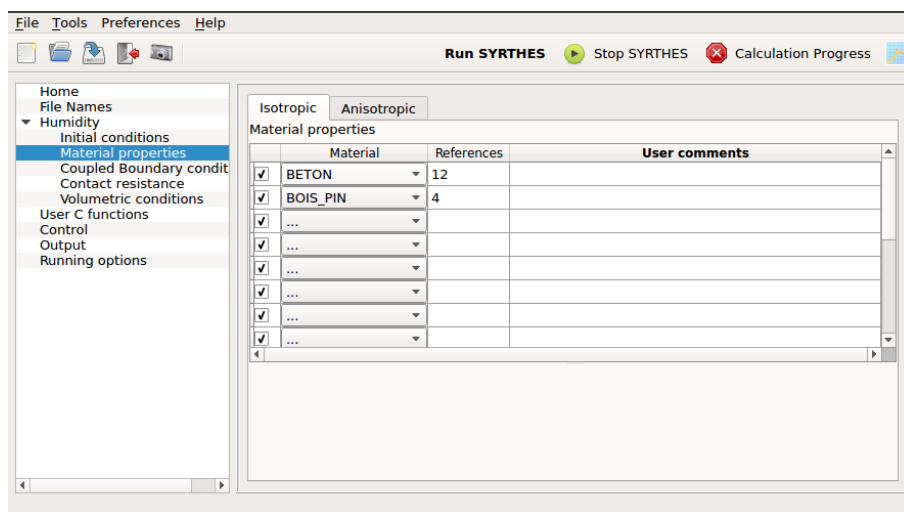 File Tools Preferences Help
Run SYRTHES Stop SYRTHES Calculation Progress
Home
File Names
Humidity
Initial conditions
Material properties
Coupled Boundary condit
Contact resistance
Volumetric conditions
User C functions
Control
Output
Running options
Isotropic Anisotropic
Material properties
Material References User comments
BETON 12
BOIS_PIN 4
...
...
...
...
...
...